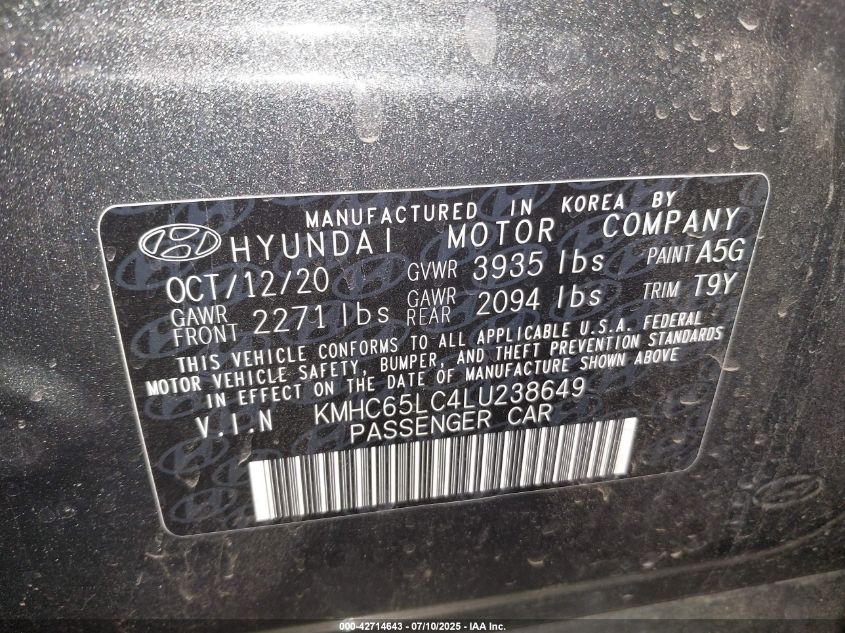 MANUFACTURED IN KOREA BY
HYUNDAI MOTOR COMPANY
OCT/12/20 GVWR 3935 lbs PAINT A5G
GAWR FRONT 2271 lbs GAWR REAR 2094 lbs TRIM T9Y
THIS VEHICLE CONFORMS TO ALL APPLICABLE U.S.A. FEDERAL
MOTOR VEHICLE SAFETY, BUMPER, AND THEFT PREVENTION STANDARDS
IN EFFECT ON THE DATE OF MANUFACTURE SHOWN ABOVE
V.I.N KMHC65LC4LU238649
PASSENGER CAR
000-42714643 - 07/10/2025 - IAA Inc.